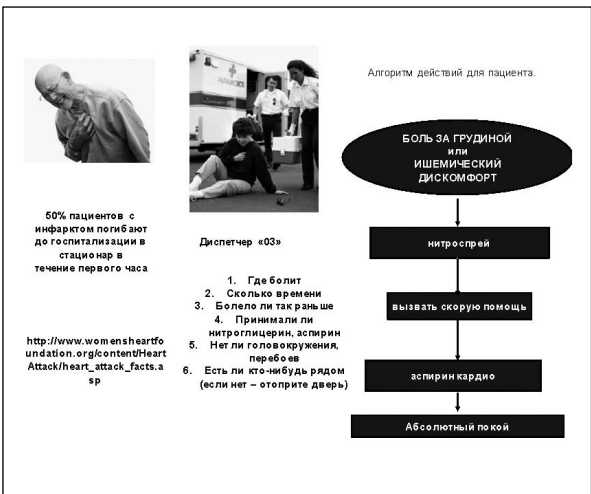 50% пациентов с
инфарктом погибают
до госпитализации в
стационар в
течение первого часа
http://www.womensheartfo
undation.org/content/Heart
Attack/heart_attack_facts.a
sp
PARAMEDICS
Диспетчер «03»
1. Где болит
2. Сколько времени
3. Болело ли так раньше
4. Принимали ли
нитроглицерин, аспирин
5. Нет ли головокружения,
перебоев
6. Есть ли кто-нибудь рядом
(если нет – отоприте дверь)
Алгоритм действий для пациента.
БОЛЬ ЗА ГРУДИНОЙ
или
ИШЕМИЧЕСКИЙ
ДИСКОМФОРТ
нитроспрей
вызвать скорую помощь
аспирин кардио
Абсолютный покой